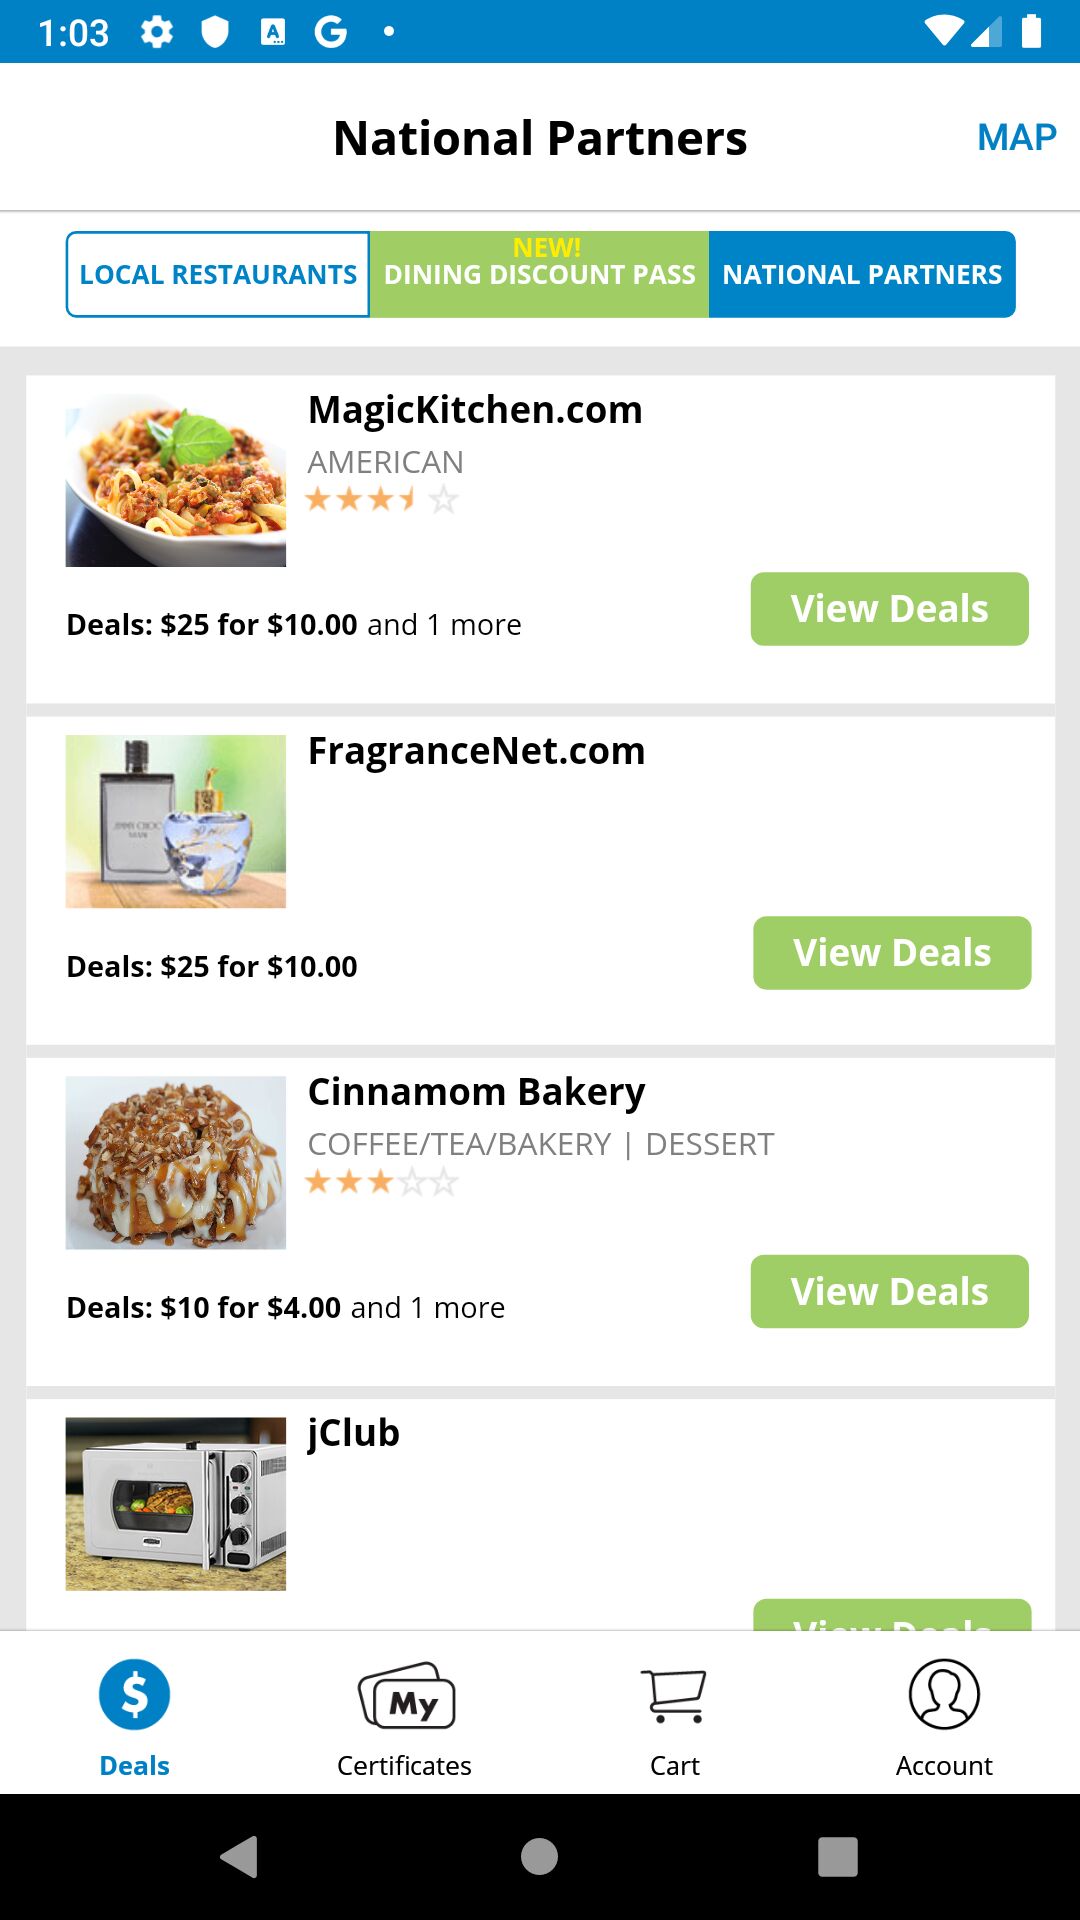 1:03
National Partners
MAP
LOCAL RESTAURANTS
NEW!
DINING DISCOUNT PASS
NATIONAL PARTNERS
MagicKitchen.com
AMERICAN
Deals: $25 for $10.00 and 1 more
View Deals
FragranceNet.com
Deals: $25 for $10.00
View Deals
Cinnamom Bakery
COFFEE/TEA/BAKERY | DESSERT
Deals: $10 for $4.00 and 1 more
View Deals
jClub
View Deals
$
My
Deals
Certificates
Cart
Account